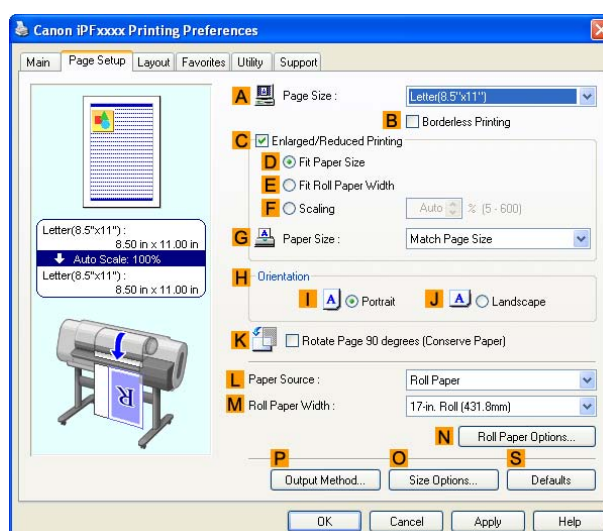 Canon iPFxxxx Printing Preferences
Main Page Setup Layout Favorites Utility Support
A Page Size : Letter(8.5"x11")
B Borderless Printing
C Enlarged/Reduced Printing
D Fit Paper Size
E Fit Roll Paper Width
F Scaling Auto % (5 - 600)
G Paper Size : Match Page Size
Letter(8.5"x11") :
8.50 in x 11.00 in
Auto Scale: 100%
Letter(8.5"x11") :
8.50 in x 11.00 in
H Orientation
I A Portrait J A Landscape
K Rotate Page 90 degrees (Conserve Paper)
R
L Paper Source : Roll Paper
M Roll Paper Width : 17-in. Roll (431.8mm)
N Roll Paper Options...
P O S
Output Method... Size Options... Defaults
OK Cancel Apply Help